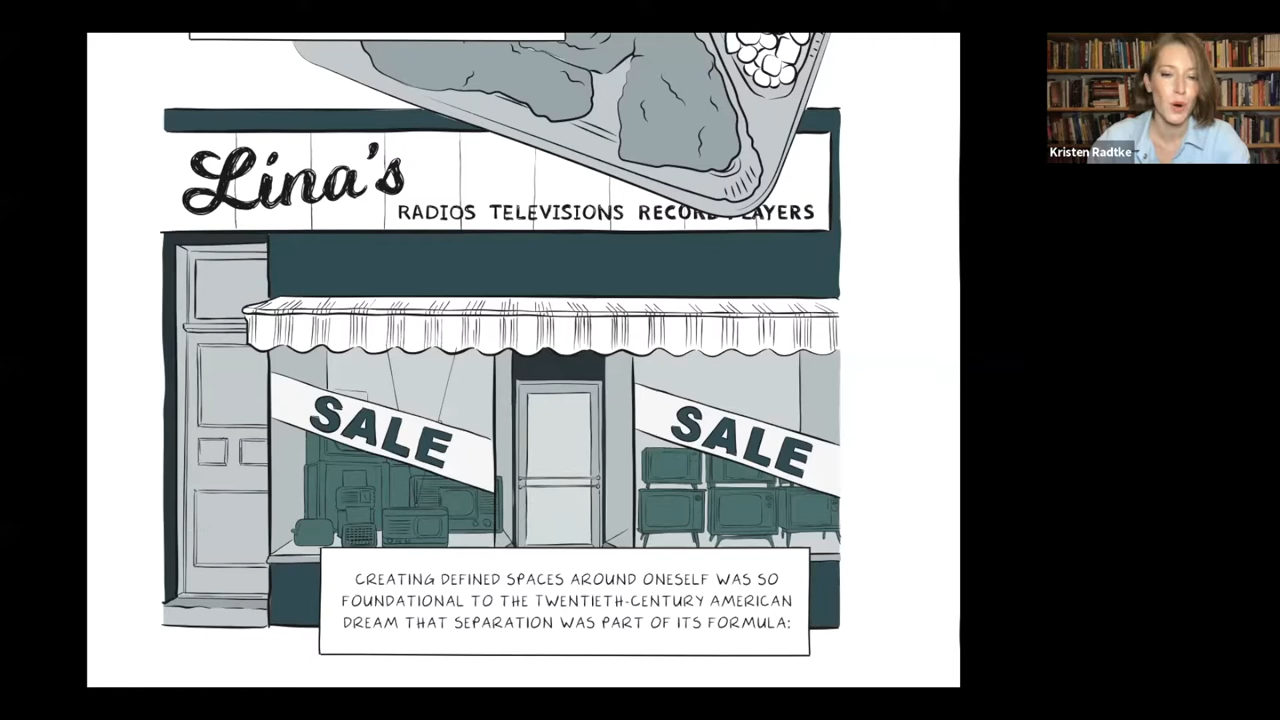 Lina's
RADIOS TELEVISIONS RECORD PLAYERS
SALE
SALE
CREATING DEFINED SPACES AROUND ONESELF WAS SO
FOUNDATIONAL TO THE TWENTIETH-CENTURY AMERICAN
DREAM THAT SEPARATION WAS PART OF ITS FORMULA:
Kristen Radtke